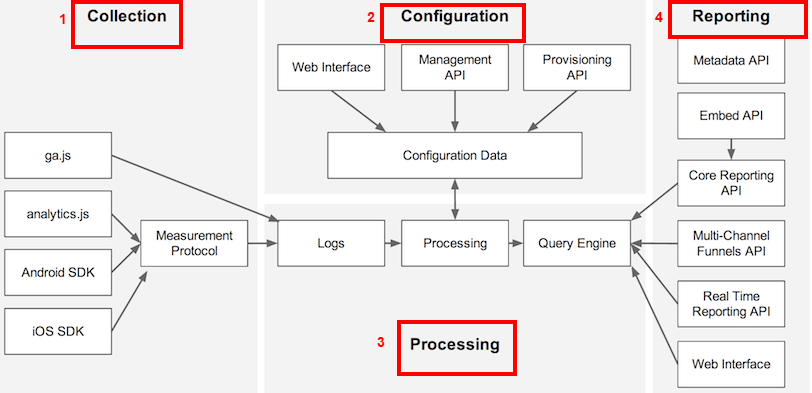 1
Collection
ga.js
analytics.js
Android SDK
iOS SDK
Measurement
Protocol
2
Configuration
Web Interface
Management
API
Provisioning
API
Configuration Data
Logs
Processing
Query Engine
3
Processing
4
Reporting
Metadata API
Embed API
Core Reporting
API
Multi-Channel
Funnels API
Real Time
Reporting API
Web Interface